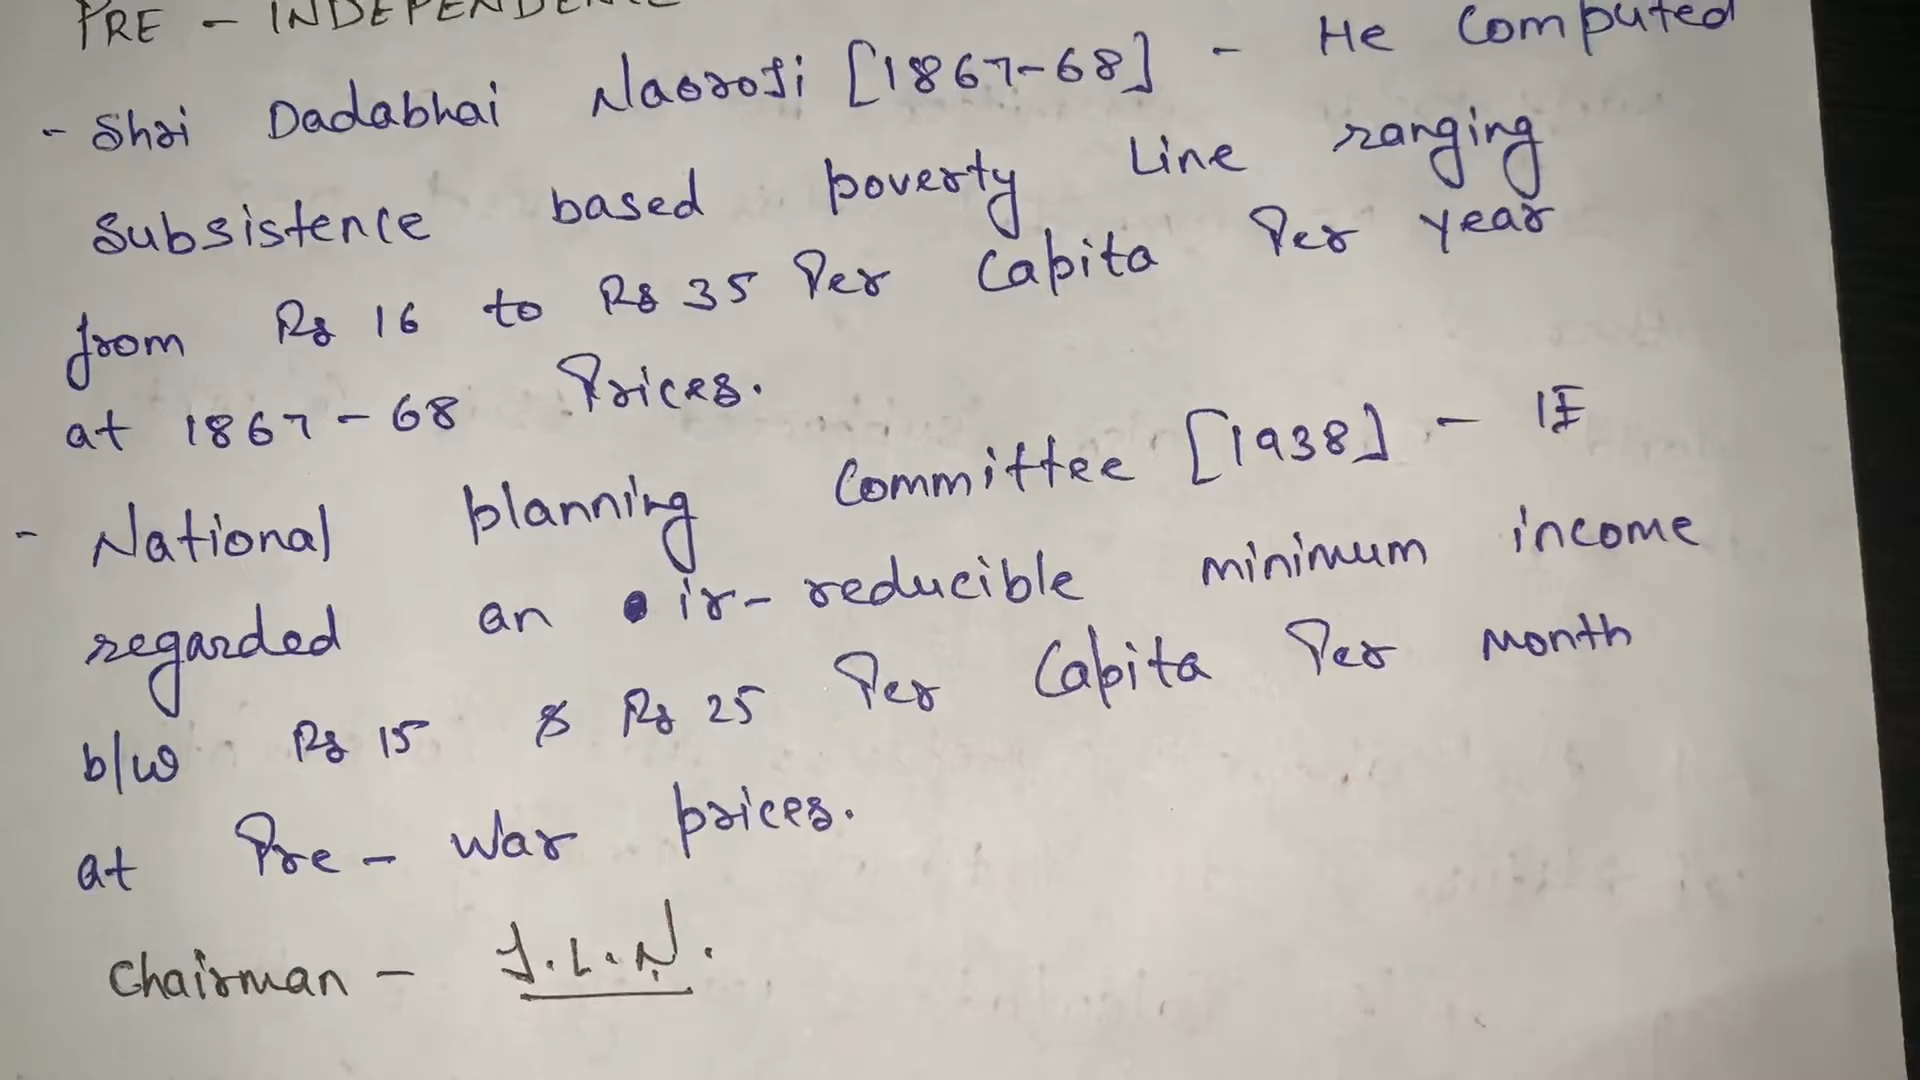 PRE - INDEPENDENCE
- Shri Dadabhai Naoroji [1867-68] - He Computed
Subsistence based poverty Line ranging
from Rs 16 to Rs 35 Per Capita Per year
at 1867-68 Prices.
- National planning Committee [1938] - IE
regarded an ir-reducible minimum income
b/w Rs 15 & Rs 25 Per Capita Per Month
at Pre - war prices.
Chairman - J.L.N.